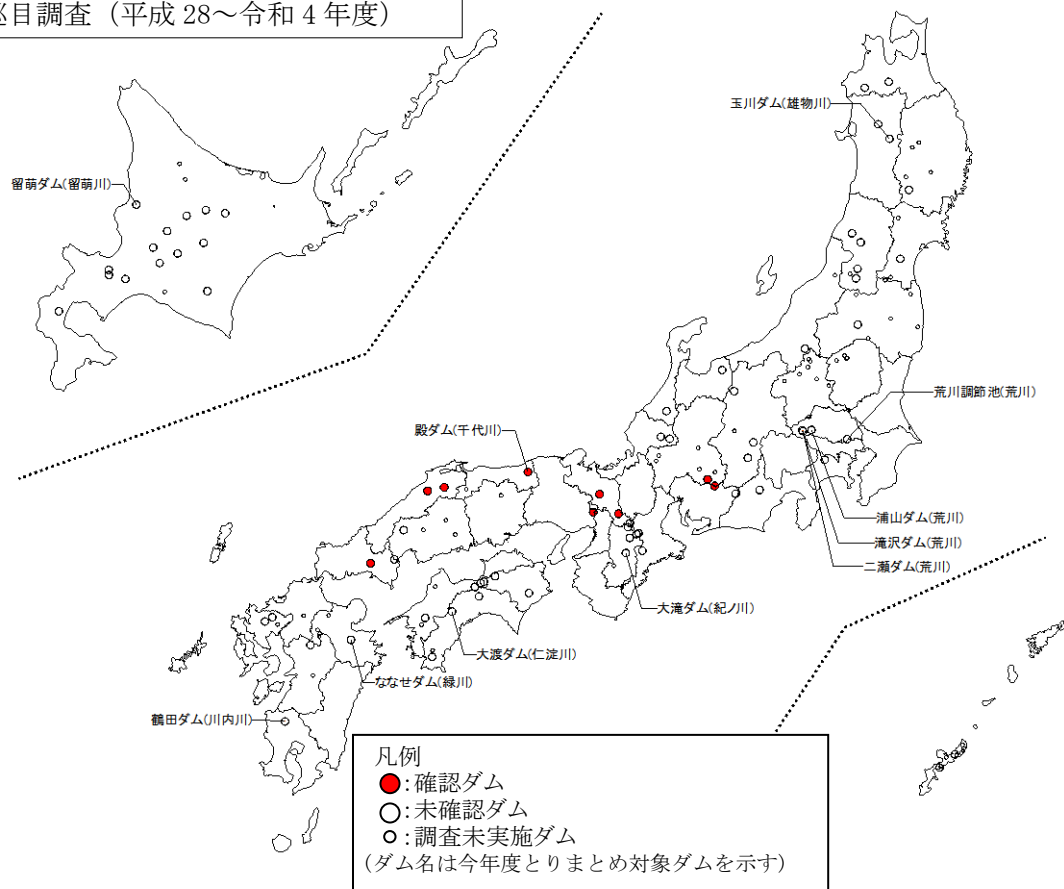 巡目調査（平成 28～令和 4 年度）
玉川ダム(雄物川)
留萌ダム(留萌川)
荒川調節池(荒川)
殿ダム(千代川)
浦山ダム(荒川)
滝沢ダム(荒川)
二瀬ダム(荒川)
大滝ダム(紀ノ川)
大渡ダム(仁淀川)
ななせダム(緑川)
鶴田ダム(川内川)
凡例
：確認ダム
：未確認ダム
：調査未実施ダム
(ダム名は今年度とりまとめ対象ダムを示す)